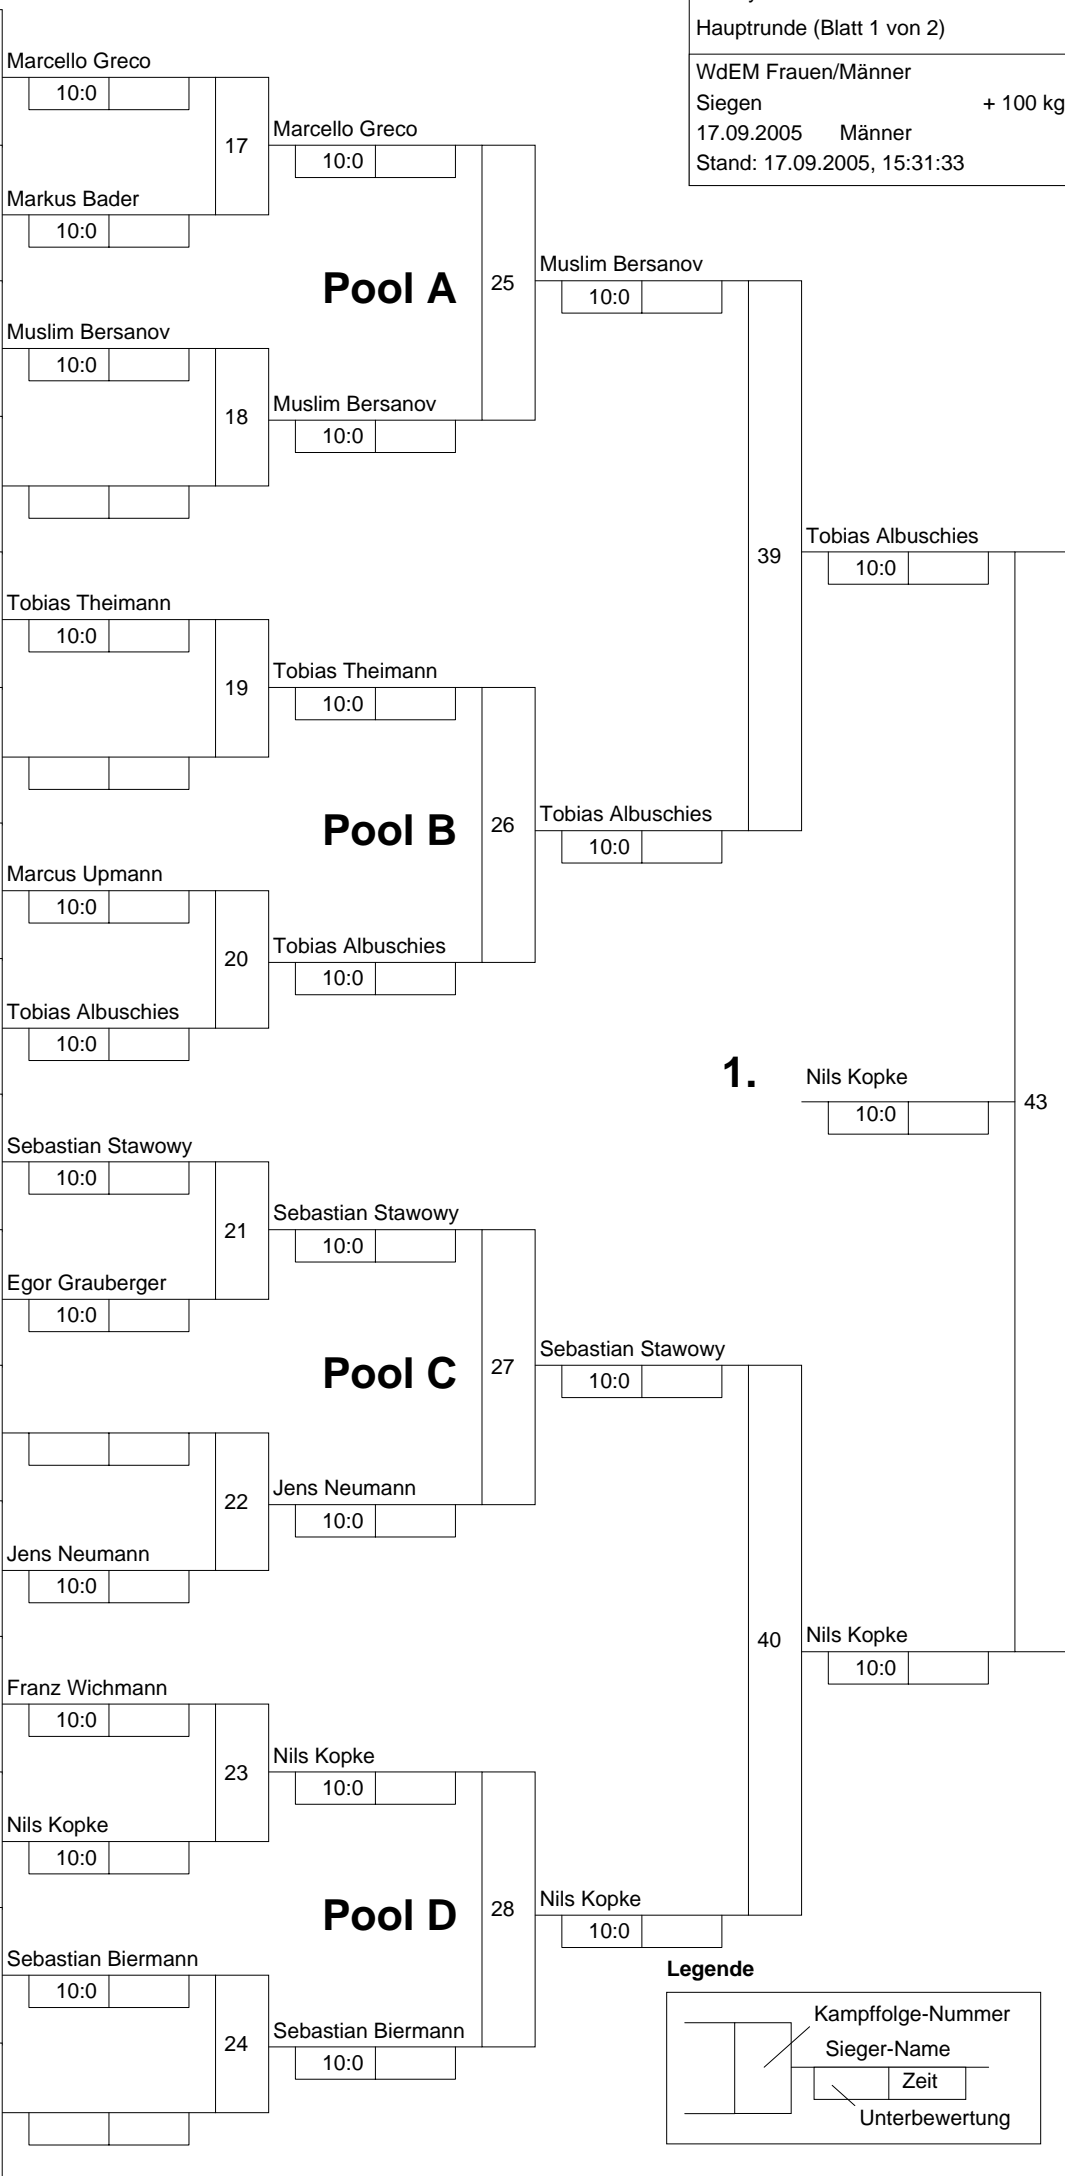 Hauptrunde (Blatt 1 von 2)
WdEM Frauen/Männer
Siegen + 100 kg
17.09.2005 Männer
Stand: 17.09.2005, 15:31:33
Marcello Greco
10:0
17
Markus Bader
10:0
Muslim Bersanov
10:0
18
Tobias Theimann
10:0
19
Marcus Upmann
10:0
20
Tobias Albuschies
10:0
Sebastian Stawowy
10:0
21
Egor Grauberger
10:0
22
Jens Neumann
10:0
Franz Wichmann
10:0
23
Nils Kopke
10:0
Sebastian Biermann
10:0
24
Marcello Greco
10:0
Pool A
25
Muslim Bersanov
10:0
Tobias Theimann
10:0
Pool B
26
Tobias Albuschies
10:0
Sebastian Stawowy
10:0
Pool C
27
Jens Neumann
10:0
Nils Kopke
10:0
Pool D
28
Sebastian Biermann
10:0
Muslim Bersanov
10:0
39
Tobias Albuschies
10:0
Sebastian Stawowy
10:0
40
Nils Kopke
10:0
Tobias Albuschies
10:0
1. Nils Kopke
10:0
43
Nils Kopke
10:0
Legende
Kampffolge-Nummer
Sieger-Name
Zeit
Unterbewertung